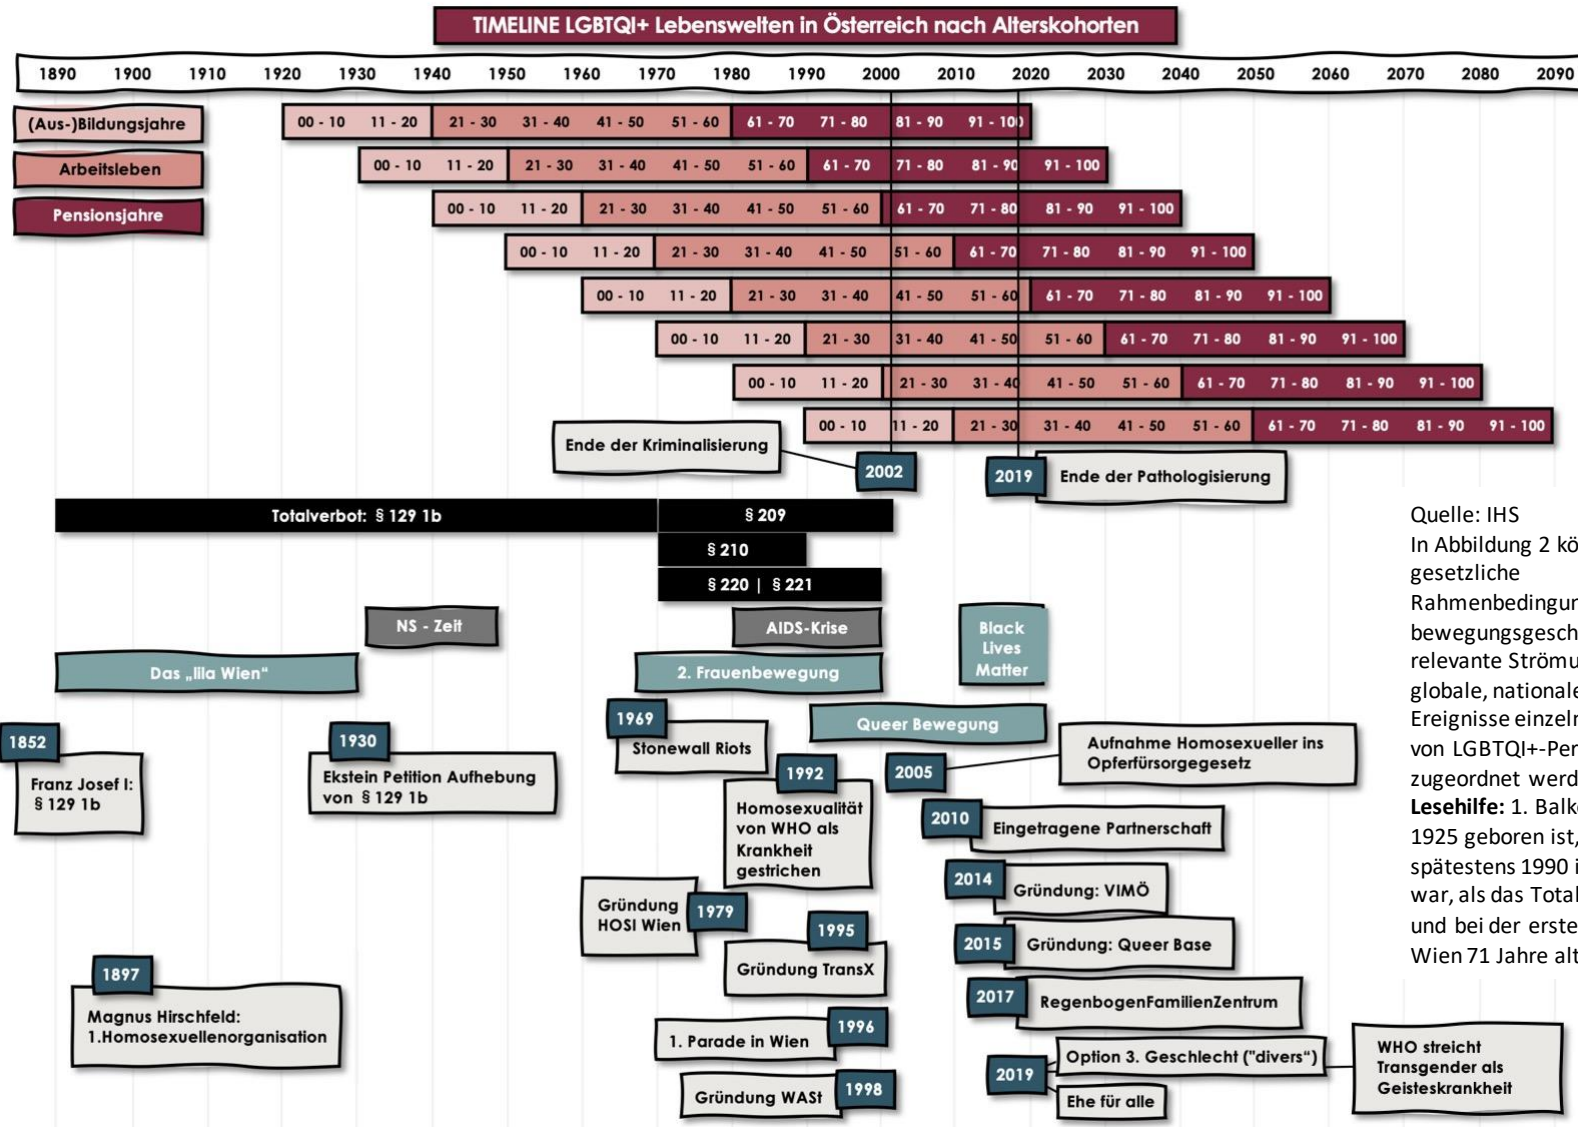 TIMELINE LGBTQI+ Lebenswelten in Österreich nach Alterskohorten
1890 1900 1910 1920 1930 1940 1950 1960 1970 1980 1990 2000 2010 2020 2030 2040 2050 2060 2070 2080 2090
(Aus-)Bildungsjahre
Arbeitsleben
Pensionsjahre
00 - 10 11 - 20 21 - 30 31 - 40 41 - 50 51 - 60 61 - 70 71 - 80 81 - 90 91 - 100
00 - 10 11 - 20 21 - 30 31 - 40 41 - 50 51 - 60 61 - 70 71 - 80 81 - 90 91 - 100
00 - 10 11 - 20 21 - 30 31 - 40 41 - 50 51 - 60 61 - 70 71 - 80 81 - 90 91 - 100
00 - 10 11 - 20 21 - 30 31 - 40 41 - 50 51 - 60 61 - 70 71 - 80 81 - 90 91 - 100
00 - 10 11 - 20 21 - 30 31 - 40 41 - 50 51 - 60 61 - 70 71 - 80 81 - 90 91 - 100
00 - 10 11 - 20 21 - 30 31 - 40 41 - 50 51 - 60 61 - 70 71 - 80 81 - 90 91 - 100
00 - 10 11 - 20 21 - 30 31 - 40 41 - 50 51 - 60 61 - 70 71 - 80 81 - 90 91 - 100
00 - 10 11 - 20 21 - 30 31 - 40 41 - 50 51 - 60 61 - 70 71 - 80 81 - 90 91 - 100
Ende der Kriminalisierung
2002
2019
Ende der Pathologisierung
Totalverbot: § 129 1b
§ 209
§ 210
§ 220 | § 221
NS - Zeit
AIDS-Krise
Black
Lives
Matter
Das „lila Wien“
2. Frauenbewegung
Queer Bewegung
1852
Franz Josef I:
§ 129 1b
1930
Ekstein Petition Aufhebung
von § 129 1b
1969
Stonewall Riots
1992
Homosexualität
von WHO als
Krankheit
gestrichen
2005
Aufnahme Homosexueller ins
Opferfürsorgegesetz
2010
Eingetragene Partnerschaft
2014
Gründung: VIMÖ
Gründung
HOSI Wien
1979
1995
Gründung TransX
2015
Gründung: Queer Base
1897
Magnus Hirschfeld:
1.Homosexuellenorganisation
2017
RegenbogenFamilienZentrum
1. Parade in Wien
1996
Gründung WASt
1998
2019
Option 3. Geschlecht ("divers“)
Ehe für alle
WHO streicht
Transgender als
Geisteskrankheit
Quelle: IHS
In Abbildung 2 kö
gesetzliche
Rahmenbedingun
bewegungsgesch
relevante Strömu
globale, nationale
Ereignisse einzeln
von LGBTQI+-Per
zugeordnet werd
Lesehilfe: 1. Balk
1925 geboren ist,
spätestens 1990 i
war, als das Total
und bei der erste
Wien 71 Jahre alt